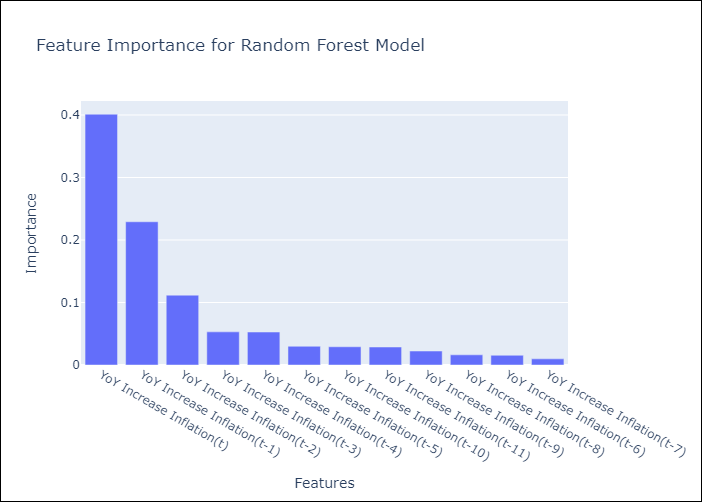 Feature Importance for Random Forest Model
Importance
0.4
0.3
0.2
0.1
0
YoY Increase Inflation(t)
YoY Increase Inflation(t-1)
YoY Increase Inflation(t-2)
YoY Increase Inflation(t-3)
YoY Increase Inflation(t-4)
YoY Increase Inflation(t-5)
YoY Increase Inflation(t-10)
YoY Increase Inflation(t-11)
YoY Increase Inflation(t-9)
YoY Increase Inflation(t-8)
YoY Increase Inflation(t-6)
YoY Increase Inflation(t-7)
Features